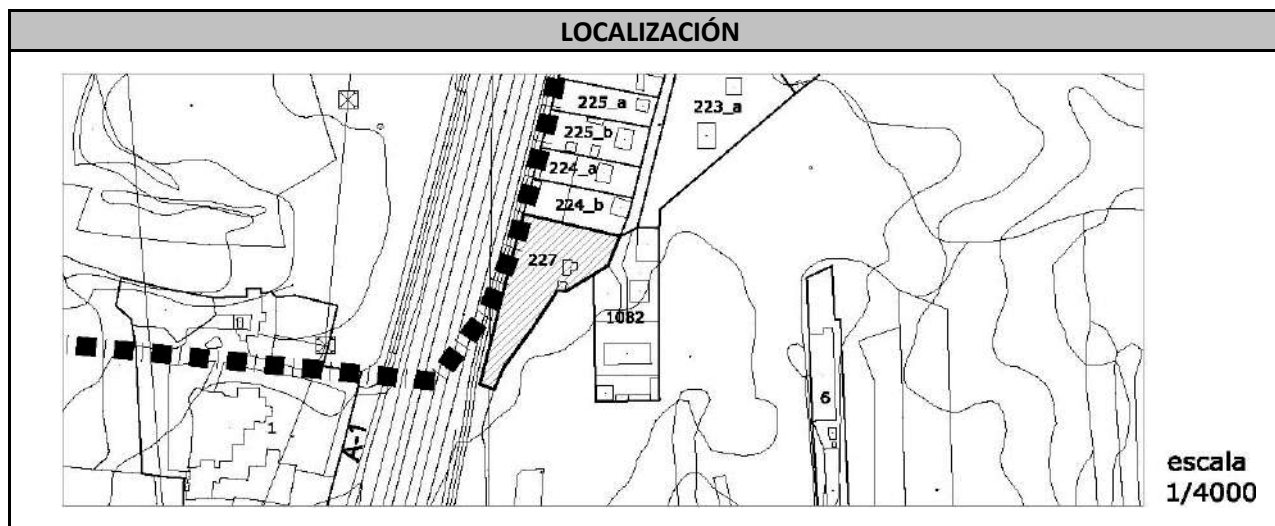 LOCALIZACIÓN
225_a
223_a
225_b
224_a
224_b
227
1082
6
1
A-1
escala
1/4000